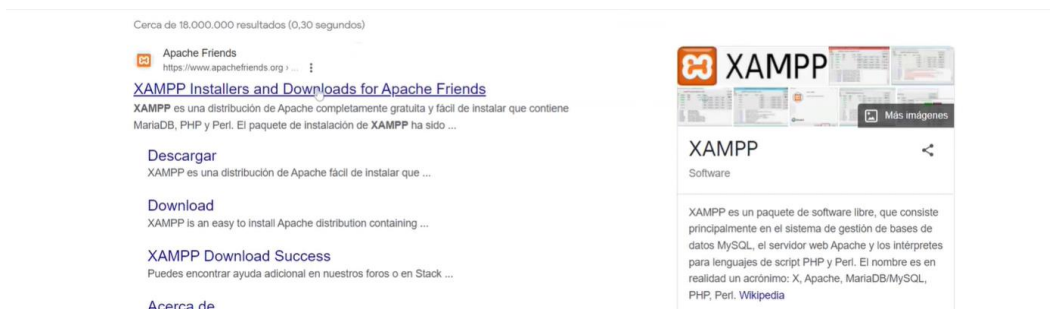 Cerca de 18.000.000 resultados (0,30 segundos)
Apache Friends
https://www.apachefriends.org › ...
XAMPP Installers and Downloads for Apache Friends
XAMPP es una distribución de Apache completamente gratuita y fácil de instalar que contiene
MariaDB, PHP y Perl. El paquete de instalación de XAMPP ha sido ...
Descargar
XAMPP es una distribución de Apache fácil de instalar que ...
Download
XAMPP is an easy to install Apache distribution containing ...
XAMPP Download Success
Puedes encontrar ayuda adicional en nuestros foros o en Stack ...
Acerca de
XAMPP
Más imágenes
XAMPP
Software
XAMPP es un paquete de software libre, que consiste
principalmente en el sistema de gestión de bases de
datos MySQL, el servidor web Apache y los intérpretes
para lenguajes de script PHP y Perl. El nombre es en
realidad un acrónimo: X, Apache, MariaDB/MySQL,
PHP, Perl. Wikipedia